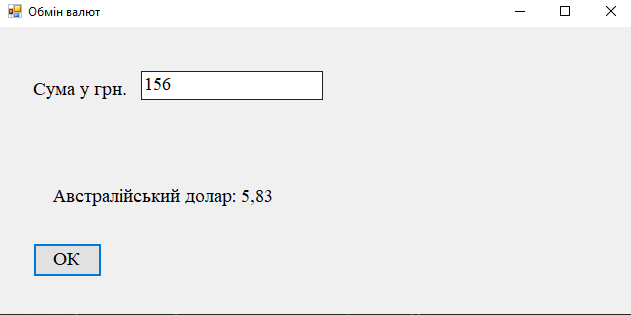 Обмін валют
Сума у грн. 156
Австралійський долар: 5,83
OK